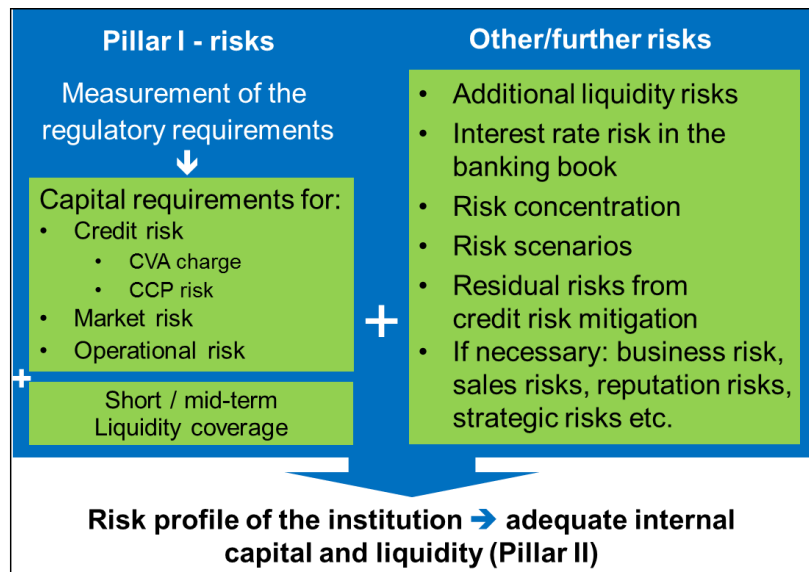 Pillar I - risks
Measurement of the
regulatory requirements
Capital requirements for:
• Credit risk
• CVA charge
• CCP risk
• Market risk
• Operational risk
+
Short / mid-term
Liquidity coverage
+
Other/further risks
• Additional liquidity risks
• Interest rate risk in the
banking book
• Risk concentration
• Risk scenarios
• Residual risks from
credit risk mitigation
• If necessary: business risk,
sales risks, reputation risks,
strategic risks etc.
Risk profile of the institution ➔ adequate internal
capital and liquidity (Pillar II)